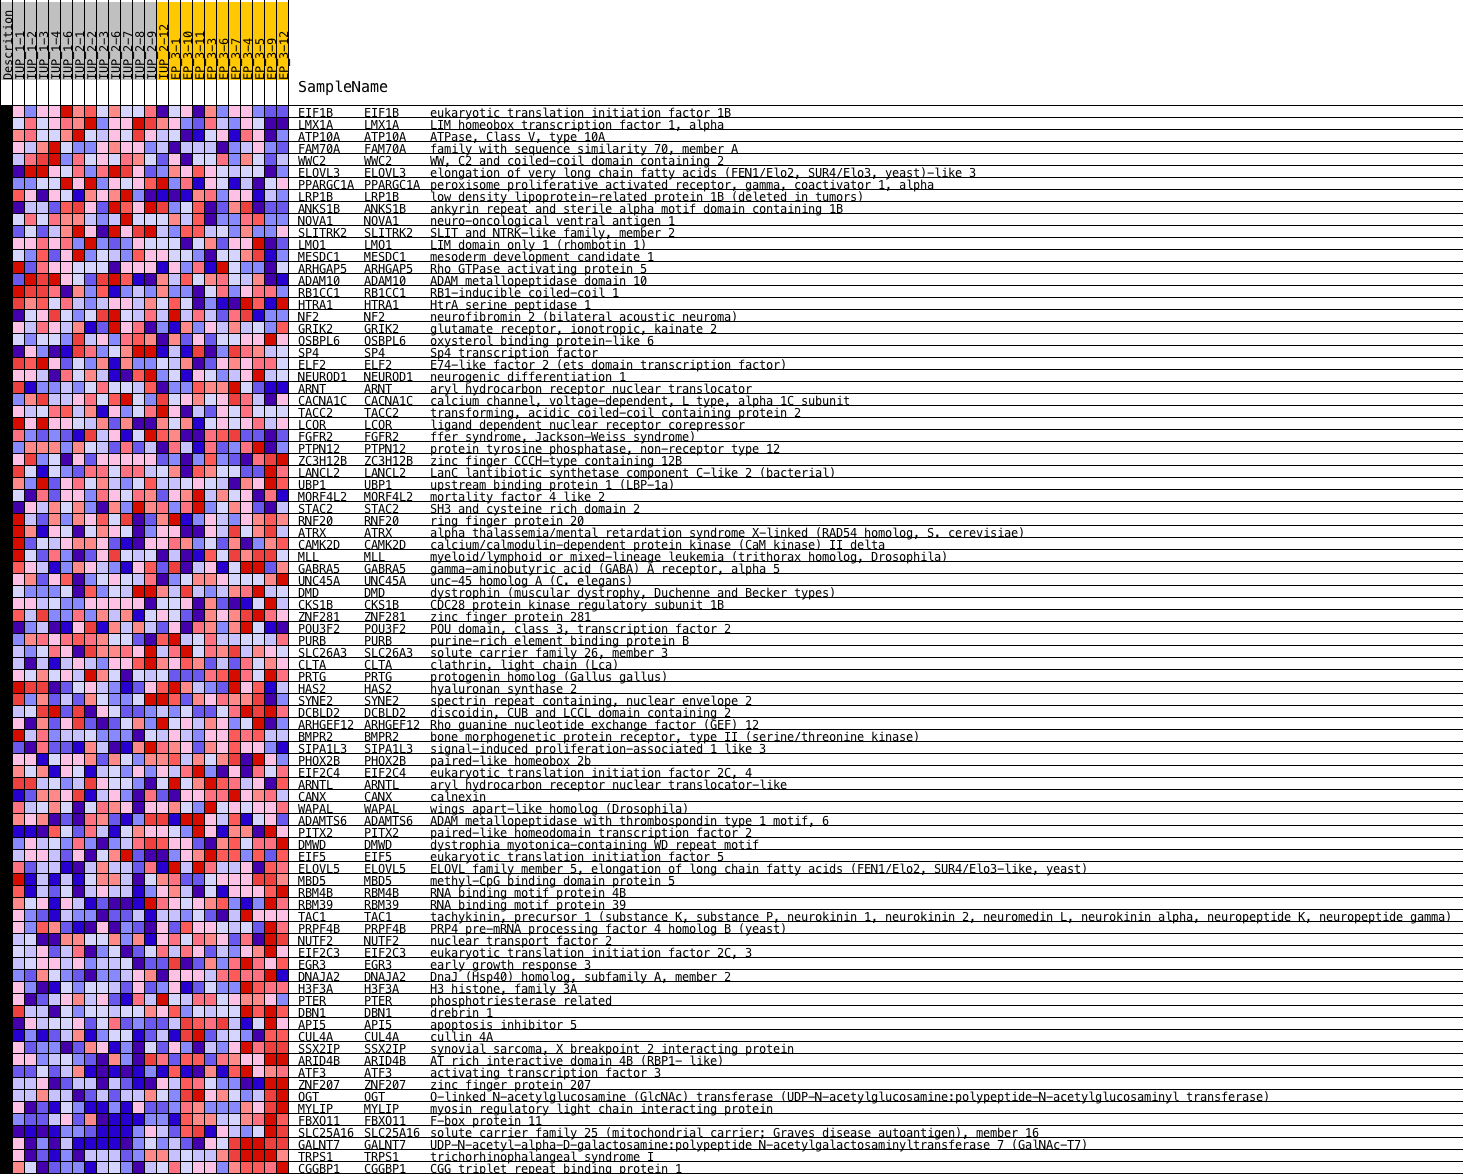 Descrition IUP_1-1 IUP_1-2 IUP_1-3 IUP_1-4 IUP_1-6 IUP_2-1 IUP_2-2 IUP_2-3 IUP_2-6 IUP_2-7 IUP_2-8 IUP_2-9 IUP_2-12 EP_3-1 EP_3-10 EP_3-11 EP_3-3 EP_3-6 EP_3-7 EP_3-4 EP_3-5 EP_3-9 EP_3-12
SampleName
EIF1B EIF1B eukaryotic translation initiation factor 1B
LMX1A LMX1A LIM homeobox transcription factor 1, alpha
ATP10A ATP10A ATPase, Class V, type 10A
FAM70A FAM70A family with sequence similarity 70, member A
WWC2 WWC2 WW, C2 and coiled-coil domain containing 2
ELOVL3 ELOVL3 elongation of very long chain fatty acids (FEN1/Elo2, SUR4/Elo3, yeast)-like 3
PPARGC1A PPARGC1A peroxisome proliferative activated receptor, gamma, coactivator 1, alpha
LRP1B LRP1B low density lipoprotein-related protein 1B (deleted in tumors)
ANKS1B ANKS1B ankyrin repeat and sterile alpha motif domain containing 1B
NOVA1 NOVA1 neuro-oncological ventral antigen 1
SLITRK2 SLITRK2 SLIT and NTRK-like family, member 2
LMO1 LMO1 LIM domain only 1 (rhombotin 1)
MESDC1 MESDC1 mesoderm development candidate 1
ARHGAP5 ARHGAP5 Rho GTPase activating protein 5
ADAM10 ADAM10 ADAM metallopeptidase domain 10
RB1CC1 RB1CC1 RB1-inducible coiled-coil 1
HTRA1 HTRA1 HtrA serine peptidase 1
NF2 NF2 neurofibromin 2 (bilateral acoustic neuroma)
GRIK2 GRIK2 glutamate receptor, ionotropic, kainate 2
OSBPL6 OSBPL6 oxysterol binding protein-like 6
SP4 SP4 Sp4 transcription factor
ELF2 ELF2 E74-like factor 2 (ets domain transcription factor)
NEUROD1 NEUROD1 neurogenic differentiation 1
ARNT ARNT aryl hydrocarbon receptor nuclear translocator
CACNA1C CACNA1C calcium channel, voltage-dependent, L type, alpha 1C subunit
TACC2 TACC2 transforming, acidic coiled-coil containing protein 2
LCOR LCOR ligand dependent nuclear receptor corepressor
FGFR2 FGFR2 ffer syndrome, Jackson-Weiss syndrome)
PTPN12 PTPN12 protein tyrosine phosphatase, non-receptor type 12
ZC3H12B ZC3H12B zinc finger CCCH-type containing 12B
LANCL2 LANCL2 LanC lantibiotic synthetase component C-like 2 (bacterial)
UBP1 UBP1 upstream binding protein 1 (LBP-1a)
MORF4L2 MORF4L2 mortality factor 4 like 2
STAC2 STAC2 SH3 and cysteine rich domain 2
RNF20 RNF20 ring finger protein 20
ATRX ATRX alpha thalassemia/mental retardation syndrome X-linked (RAD54 homolog, S. cerevisiae)
CAMK2D CAMK2D calcium/calmodulin-dependent protein kinase (CaM kinase) II delta
MLL MLL myeloid/lymphoid or mixed-lineage leukemia (trithorax homolog, Drosophila)
GABRA5 GABRA5 gamma-aminobutyric acid (GABA) A receptor, alpha 5
UNC45A UNC45A unc-45 homolog A (C. elegans)
DMD DMD dystrophin (muscular dystrophy, Duchenne and Becker types)
CKS1B CKS1B CDC28 protein kinase regulatory subunit 1B
ZNF281 ZNF281 zinc finger protein 281
POU3F2 POU3F2 POU domain, class 3, transcription factor 2
PURB PURB purine-rich element binding protein B
SLC26A3 SLC26A3 solute carrier family 26, member 3
CLTA CLTA clathrin, light chain (Lca)
PRTG PRTG protogenin homolog (Gallus gallus)
HAS2 HAS2 hyaluronan synthase 2
SYNE2 SYNE2 spectrin repeat containing, nuclear envelope 2
DCBLD2 DCBLD2 discoidin, CUB and LCCL domain containing 2
ARHGEF12 ARHGEF12 Rho guanine nucleotide exchange factor (GEF) 12
BMPR2 BMPR2 bone morphogenetic protein receptor, type II (serine/threonine kinase)
SIPA1L3 SIPA1L3 signal-induced proliferation-associated 1 like 3
PHOX2B PHOX2B paired-like homeobox 2b
EIF2C4 EIF2C4 eukaryotic translation initiation factor 2C, 4
ARNTL ARNTL aryl hydrocarbon receptor nuclear translocator-like
CANX CANX calnexin
WAPAL WAPAL wings apart-like homolog (Drosophila)
ADAMTS6 ADAMTS6 ADAM metallopeptidase with thrombospondin type 1 motif, 6
PITX2 PITX2 paired-like homeodomain transcription factor 2
DMWD DMWD dystrophia myotonica-containing WD repeat motif
EIF5 EIF5 eukaryotic translation initiation factor 5
ELOVL5 ELOVL5 ELOVL family member 5, elongation of long chain fatty acids (FEN1/Elo2, SUR4/Elo3-like, yeast)
MBD5 MBD5 methyl-CpG binding domain protein 5
RBM4B RBM4B RNA binding motif protein 4B
RBM39 RBM39 RNA binding motif protein 39
TAC1 TAC1 tachykinin, precursor 1 (substance K, substance P, neurokinin 1, neurokinin 2, neuromedin L, neurokinin alpha, neuropeptide K, neuropeptide gamma)
PRPF4B PRPF4B PRP4 pre-mRNA processing factor 4 homolog B (yeast)
NUTF2 NUTF2 nuclear transport factor 2
EIF2C3 EIF2C3 eukaryotic translation initiation factor 2C, 3
EGR3 EGR3 early growth response 3
DNAJA2 DNAJA2 DnaJ (Hsp40) homolog, subfamily A, member 2
H3F3A H3F3A H3 histone, family 3A
PTER PTER phosphotriesterase related
DBN1 DBN1 drebrin 1
API5 API5 apoptosis inhibitor 5
CUL4A CUL4A cullin 4A
SSX2IP SSX2IP synovial sarcoma, X breakpoint 2 interacting protein
ARID4B ARID4B AT rich interactive domain 4B (RBP1- like)
ATF3 ATF3 activating transcription factor 3
ZNF207 ZNF207 zinc finger protein 207
OGT OGT O-linked N-acetylglucosamine (GlcNAc) transferase (UDP-N-acetylglucosamine:polypeptide-N-acetylglucosaminyl transferase)
MYLIP MYLIP myosin regulatory light chain interacting protein
FBXO11 FBXO11 F-box protein 11
SLC25A16 SLC25A16 solute carrier family 25 (mitochondrial carrier; Graves disease autoantigen), member 16
GALNT7 GALNT7 UDP-N-acetyl-alpha-D-galactosamine:polypeptide N-acetylgalactosaminyltransferase 7 (GalNAc-T7)
TRPS1 TRPS1 trichorhinophalangeal syndrome I
CGGBP1 CGGBP1 CGG triplet repeat binding protein 1